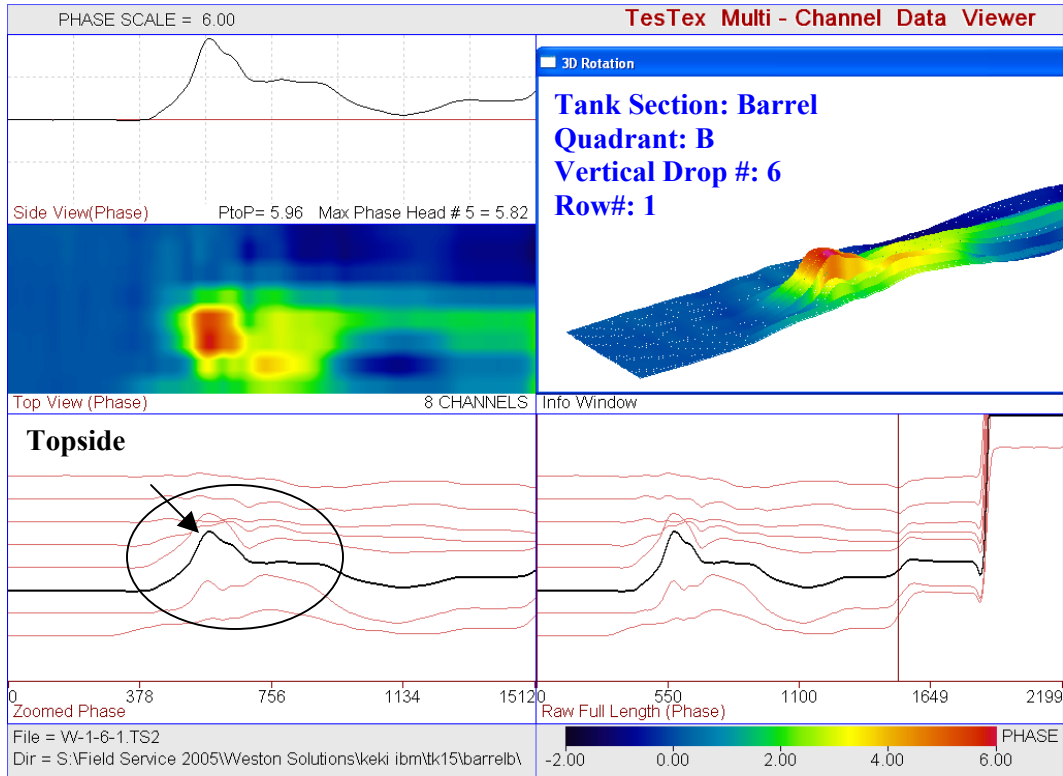 PHASE SCALE = 6.00
TesTex Multi - Channel Data Viewer
3D Rotation
Tank Section: Barrel
Quadrant: B
Vertical Drop #: 6
Row#: 1
Side View(Phase) PtoP= 5.96 Max Phase Head # 5 = 5.82
Top View (Phase) 8 CHANNELS
Info Window
Topside
0 378 756 1134 1512
Zoomed Phase
0 550 1100 1649 2199
Raw Full Length (Phase)
File = W-1-6-1.TS2
Dir = S:\Field Service 2005\Weston Solutions\keki ibm\tk15\barrelb\
PHASE
-2.00 0.00 2.00 4.00 6.00